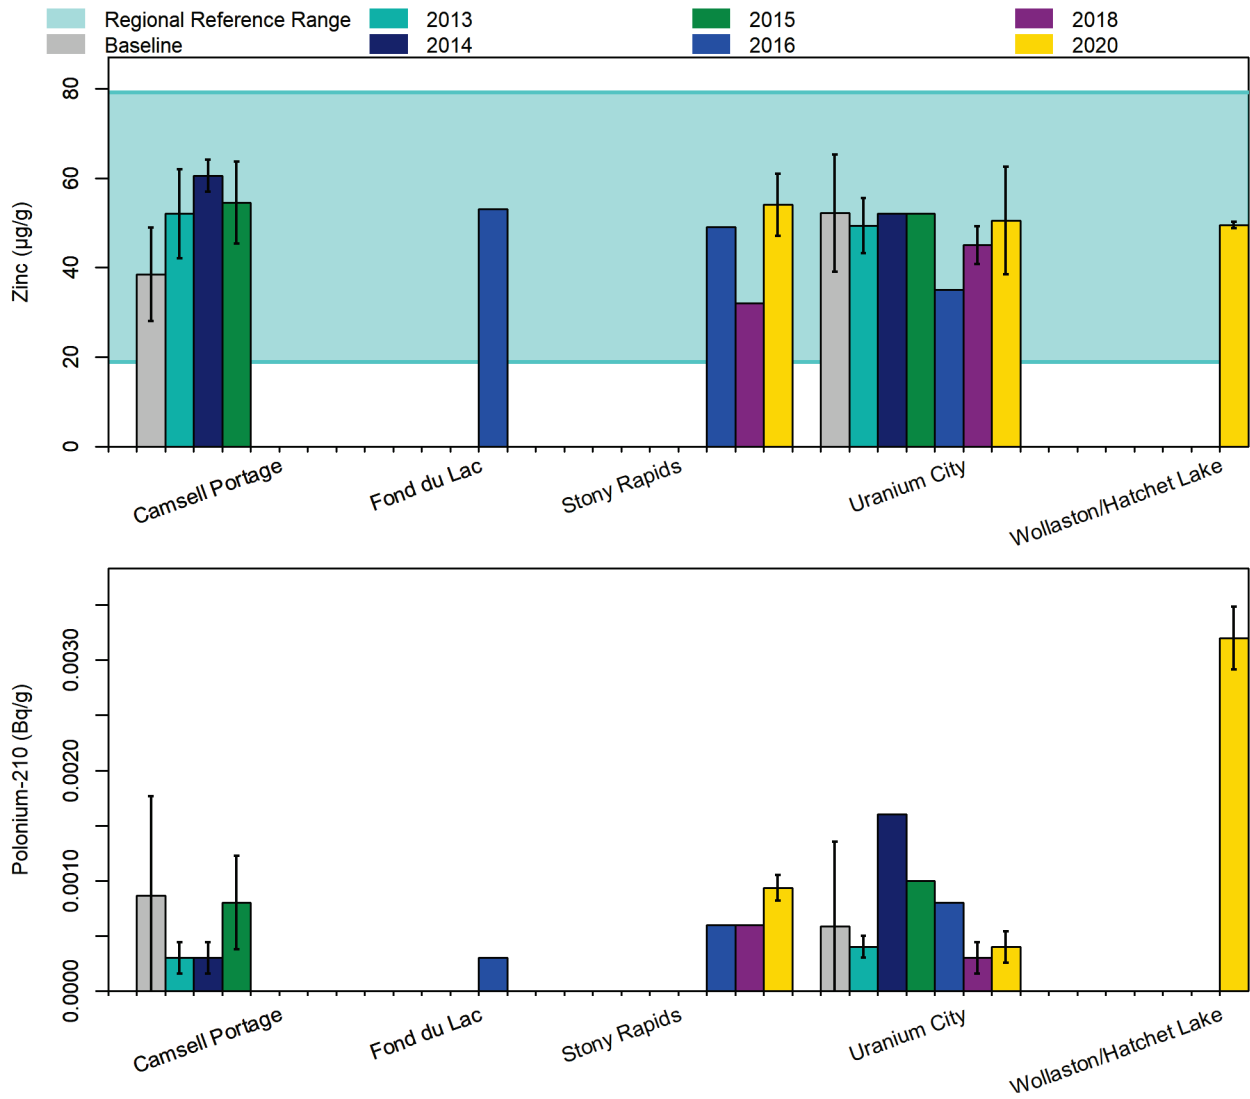 Regional Reference Range 2013 2015 2018
Baseline 2014 2016 2020
Zinc (µg/g)
80
60
40
20
0
Camsell Portage Fond du Lac Stony Rapids Uranium City Wollaston/Hatchet Lake
Polonium-210 (Bq/g)
0.0030
0.0020
0.0010
0.0000
Camsell Portage Fond du Lac Stony Rapids Uranium City Wollaston/Hatchet Lake